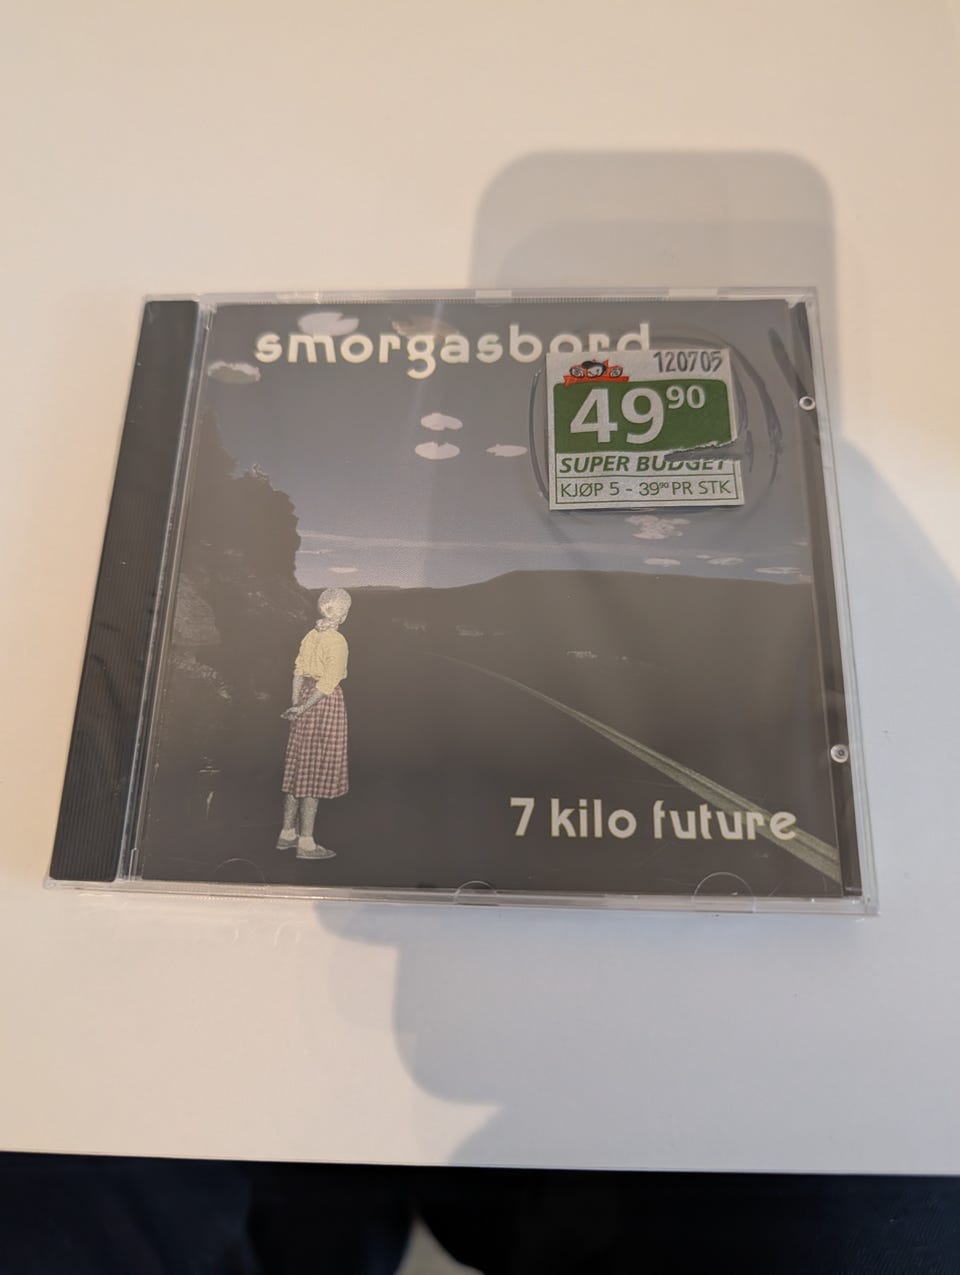 smorgasbord
120705
49⁹⁰
SUPER BUDGET
KJØP 5 - 39⁹⁰ PR STK
7 kilo future